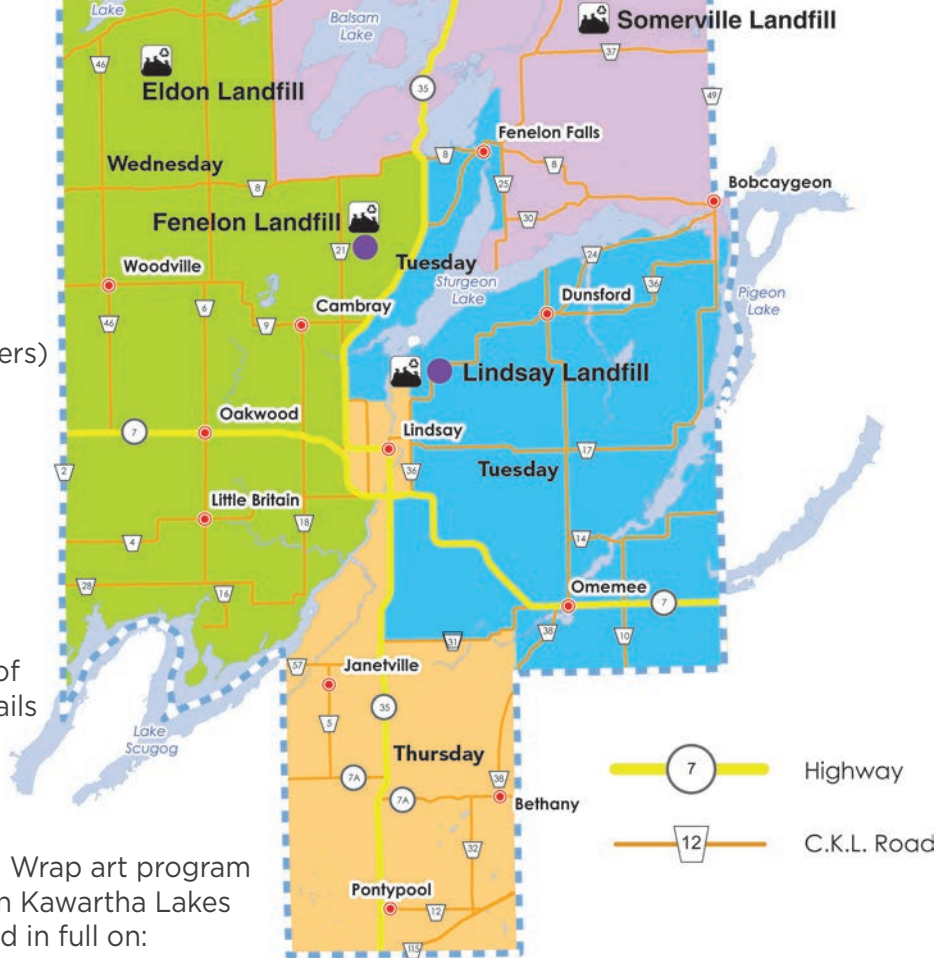 Lake
Balsam
Lake
Somerville Landfill
37
46
35
49
Eldon Landfill
Fenelon Falls
Wednesday
8
8
25
8
Bobcaygeon
Fenelon Landfill
30
21
Tuesday
24
Woodville
Sturgeon
Lake
36
Pigeon
Lake
Dunsford
6
Cambray
46
9
ers)
Lindsay Landfill
Oakwood
Lindsay
7
17
2
36
Tuesday
Little Britain
18
4
14
28
16
Omemee
7
31
38
10
57
Janetville
of
ails
35
5
Lake
Scugog
Thursday
7
Highway
7A
38
7A
Bethany
12
C.K.L. Road
32
Wrap art program
n Kawartha Lakes
d in full on:
Pontypool
12
115